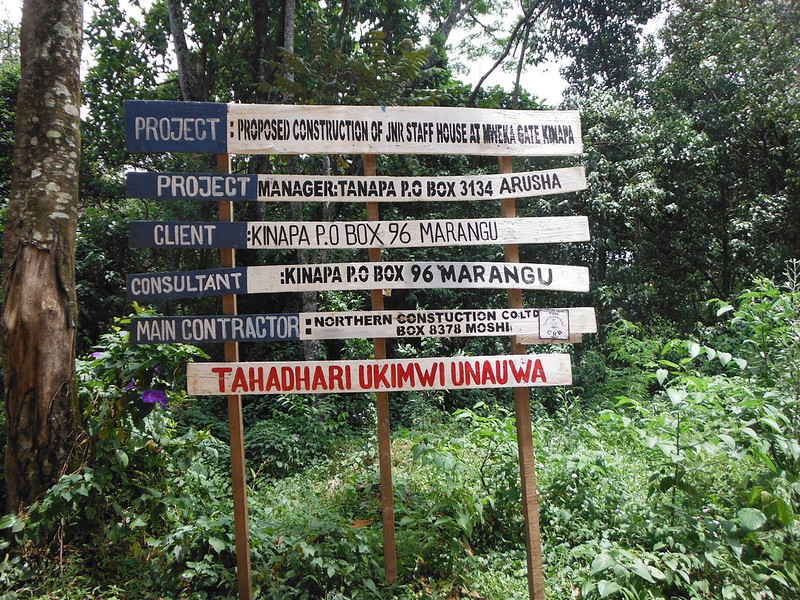 PROJECT : PROPOSED CONSTRUCTION OF JNR STAFF HOUSE AT MWEKA GATE KINAPA
PROJECT MANAGER:TANAPA P.O BOX 3134 ARUSHA
CLIENT :KINAPA P.O BOX 96 MARANGU
CONSULTANT :KINAPA P.O BOX 96 MARANGU
MAIN CONTRACTOR : NORTHERN CONSTUCTION CO.LTD
BOX 8378 MOSHI
TAHADHARI UKIMWI UNAUWA